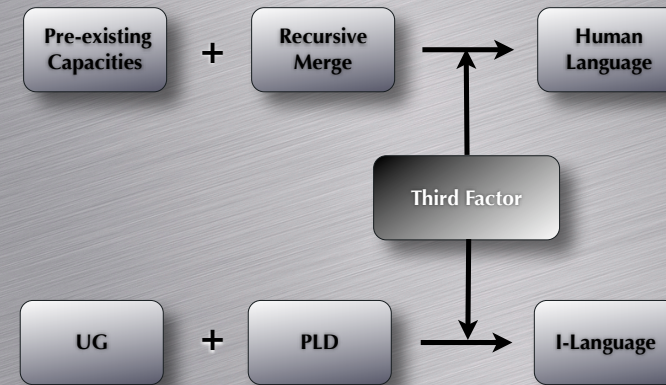 Pre-existing
Capacities
+
Recursive
Merge
Human
Language
Third Factor
UG
+
PLD
I-Language